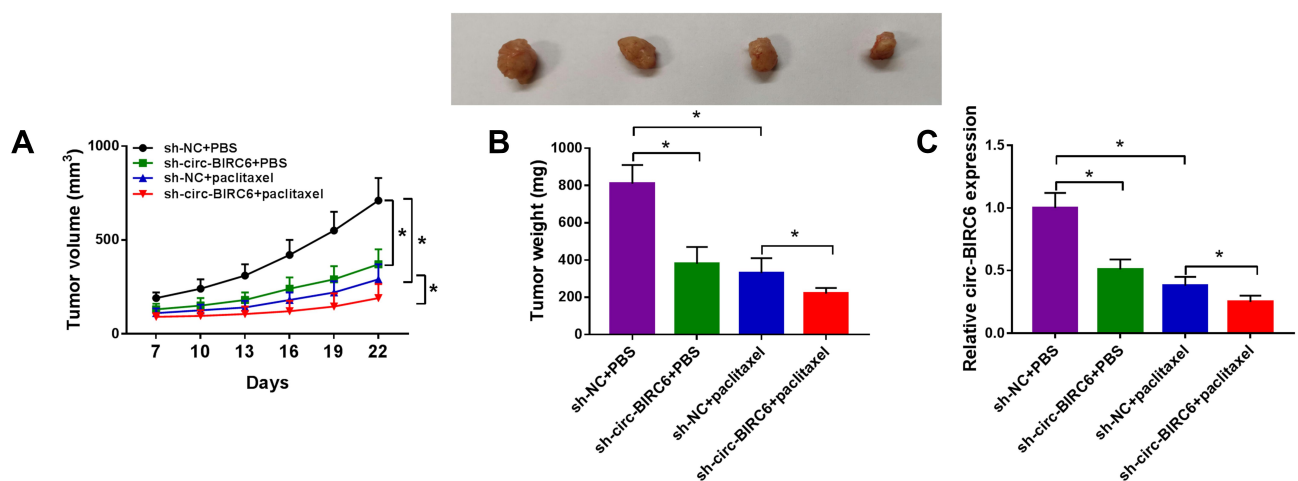 A
Tumor volume (mm³)
1000
500
0
sh-NC+PBS
sh-circ-BIRC6+PBS
sh-NC+paclitaxel
sh-circ-BIRC6+paclitaxel
*
*
*
7 10 13 16 19 22
Days
B
Tumor weight (mg)
1000
800
600
400
200
0
*
*
*
sh-NC+PBS
sh-circ-BIRC6+PBS
sh-NC+paclitaxel
sh-circ-BIRC6+paclitaxel
C
Relative circ-BIRC6 expression
1.5
1.0
0.5
0.0
*
*
*
sh-NC+PBS
sh-circ-BIRC6+PBS
sh-NC+paclitaxel
sh-circ-BIRC6+paclitaxel